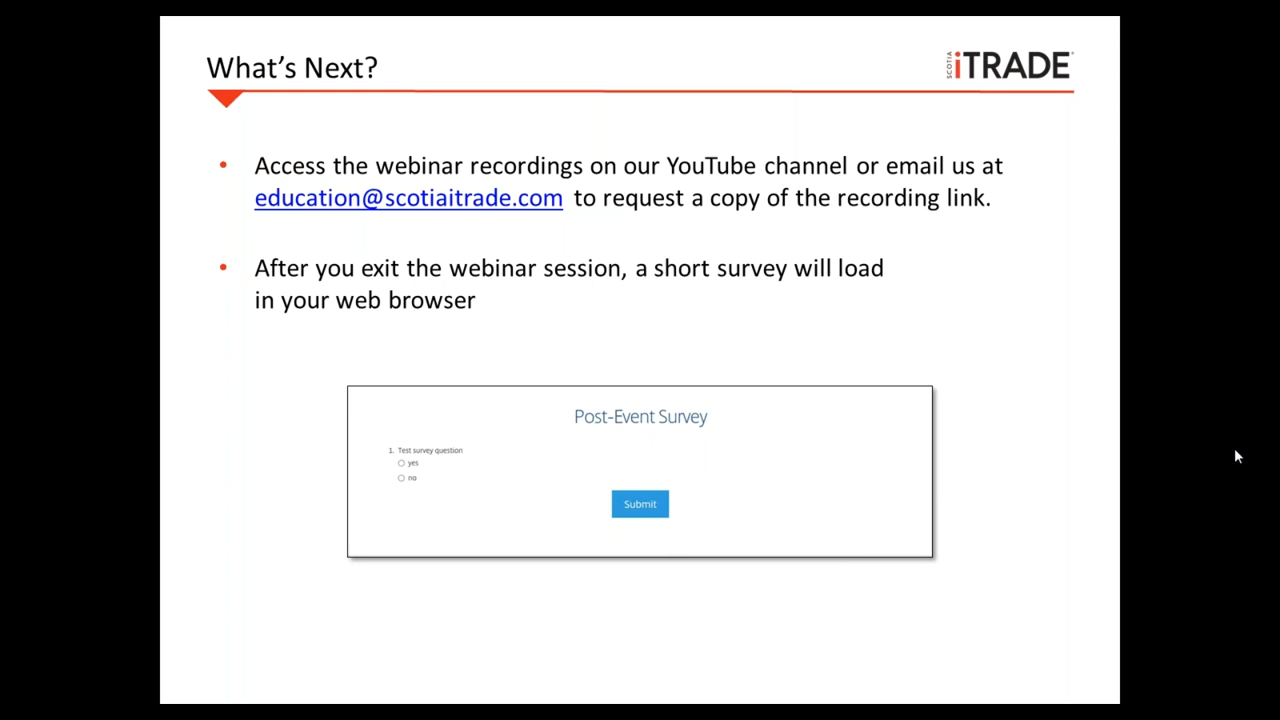 What's Next?
SCOTIA iTRADE
• Access the webinar recordings on our YouTube channel or email us at
education@scotiaitrade.com to request a copy of the recording link.
• After you exit the webinar session, a short survey will load
in your web browser
Post-Event Survey
1. Test survey question
yes
no
Submit